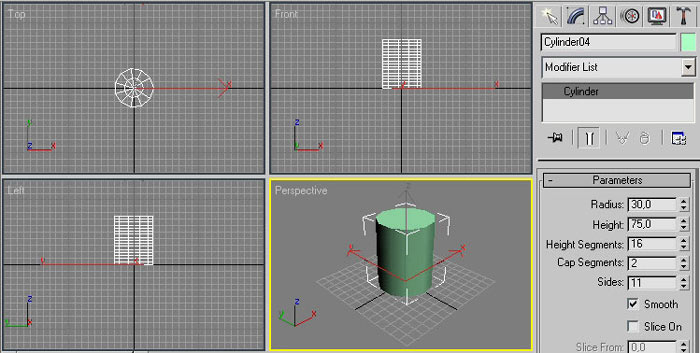 Top
Front
Left
Perspective
x
y
z
x
x
z
x
y
x
z
y x
z
y
x
z
y x
Cylinder04
Modifier List
Cylinder
- Parameters
Radius: 30,0
Height: 75,0
Height Segments: 16
Cap Segments: 2
Sides: 11
Smooth
Slice On
Slice From: 0,0